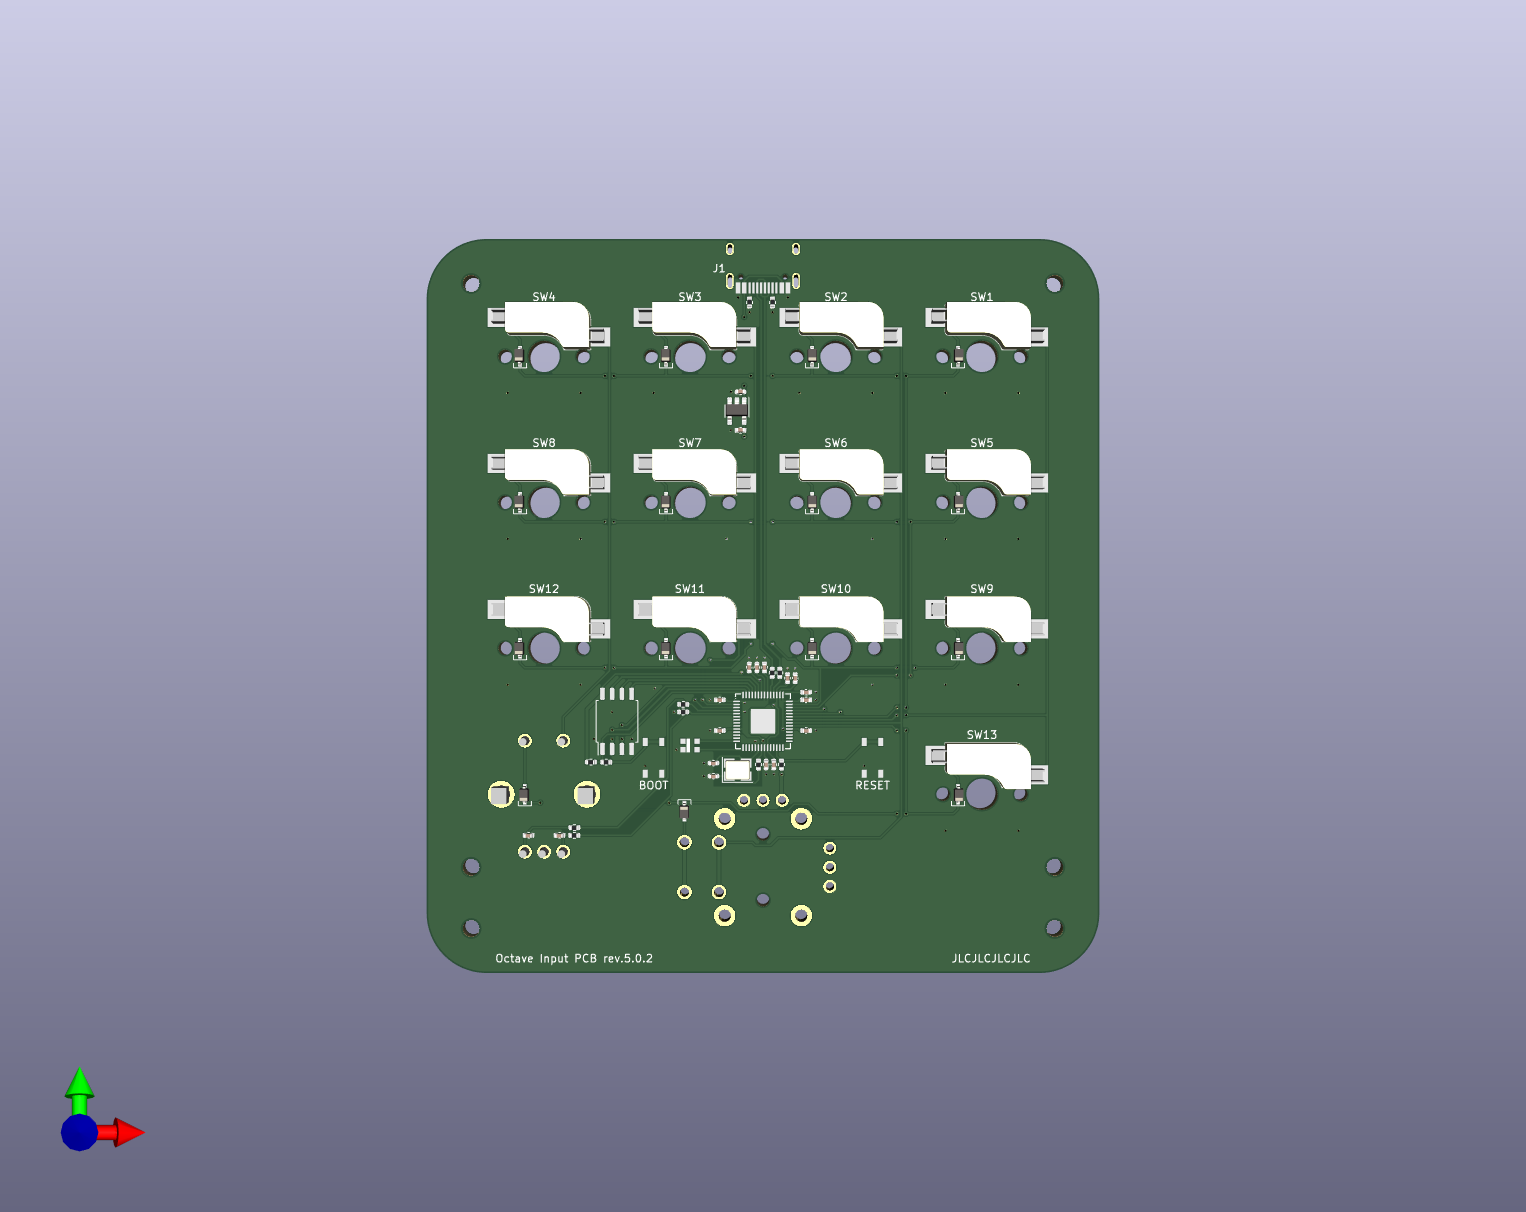 J1
SW4 SW3 SW2 SW1
SW8 SW7 SW6 SW5
SW12 SW11 SW10 SW9
SW13
BOOT RESET
Octave Input PCB rev.5.0.2 JLCJLCJLCJLC